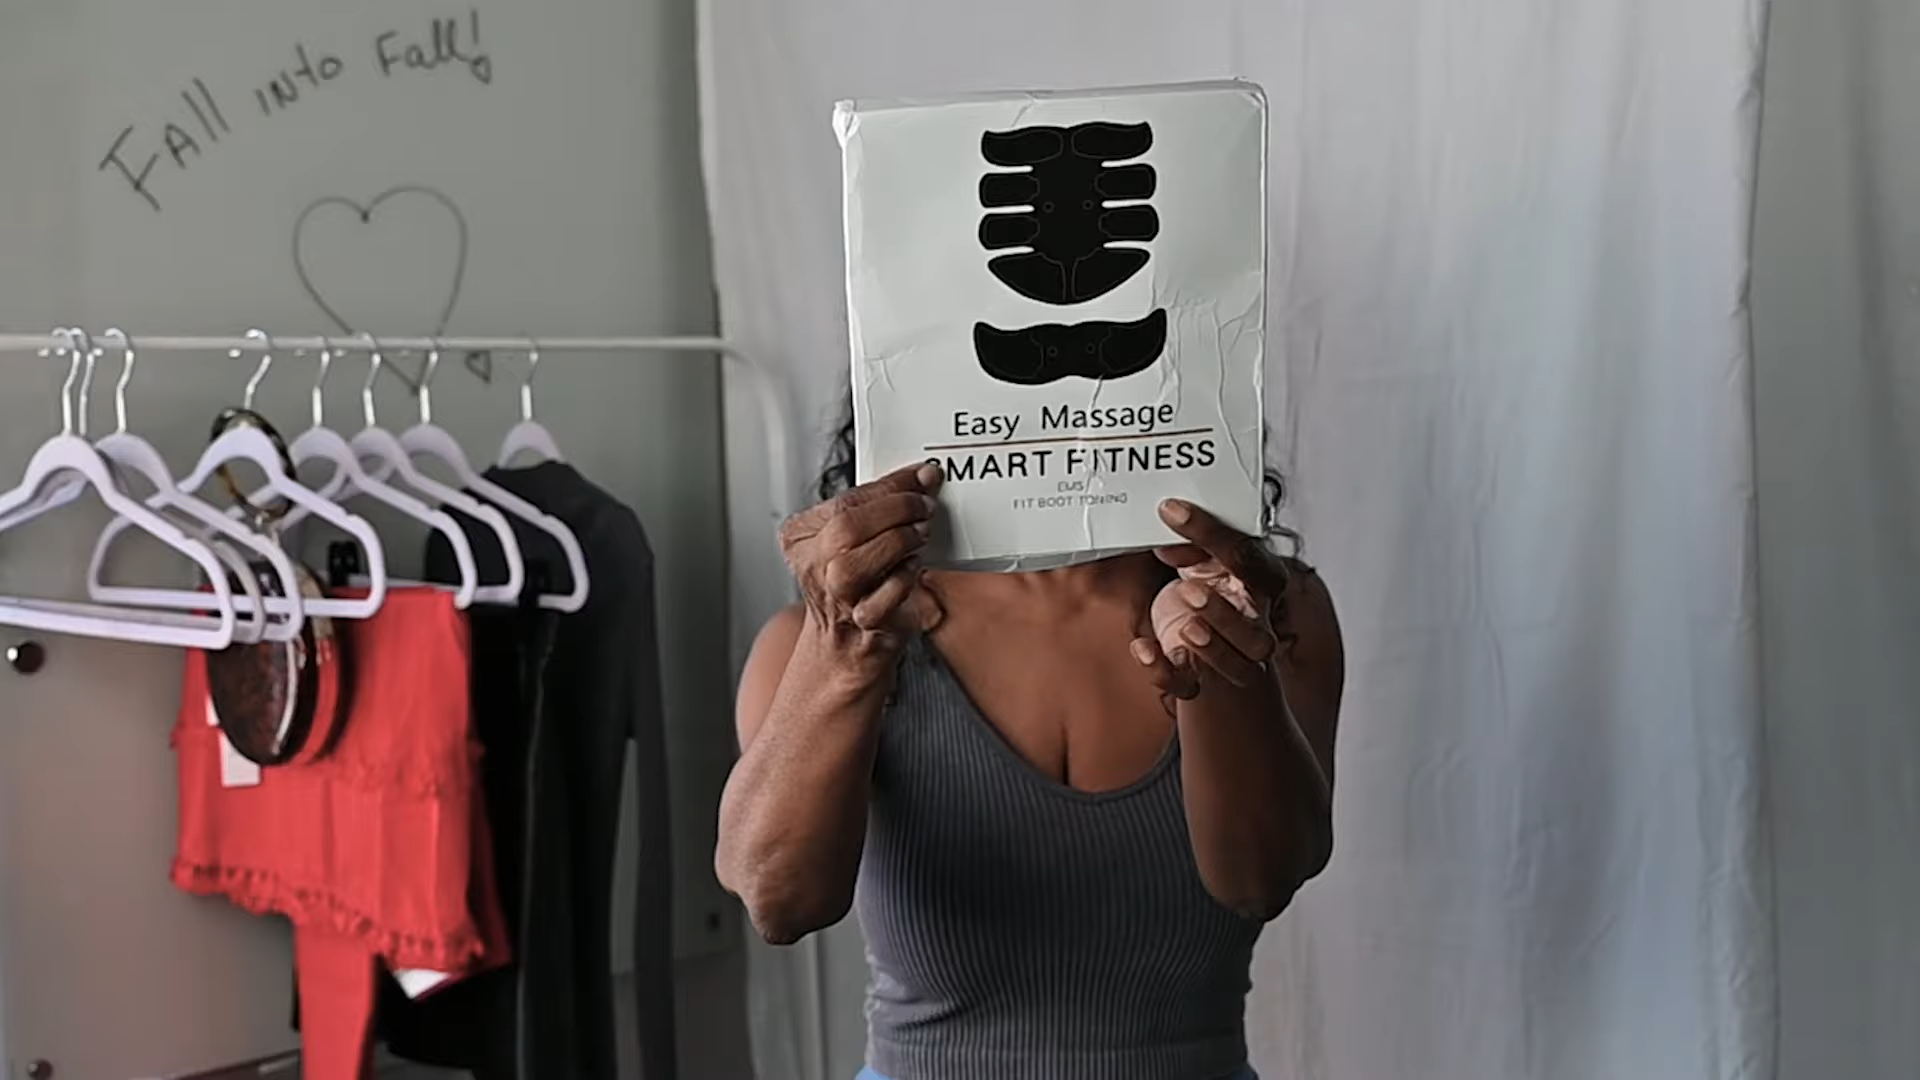 FAll INto Fall!
Easy Massage
SMART FITNESS
EMS
FIT BOOT TONING